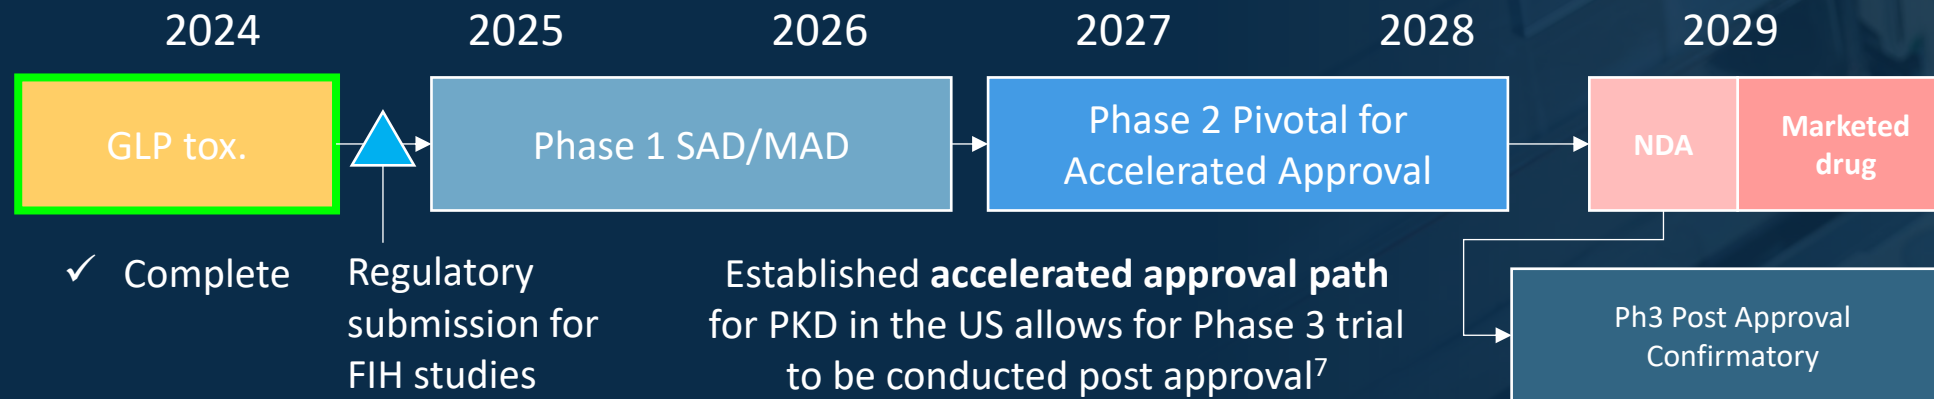 2024 2025 2026 2027 2028 2029
GLP tox.
Phase 1 SAD/MAD
Phase 2 Pivotal for
Accelerated Approval
NDA
Marketed
drug
✓ Complete
Regulatory
submission for
FIH studies
Established accelerated approval path
for PKD in the US allows for Phase 3 trial
to be conducted post approval⁷
Ph3 Post Approval
Confirmatory